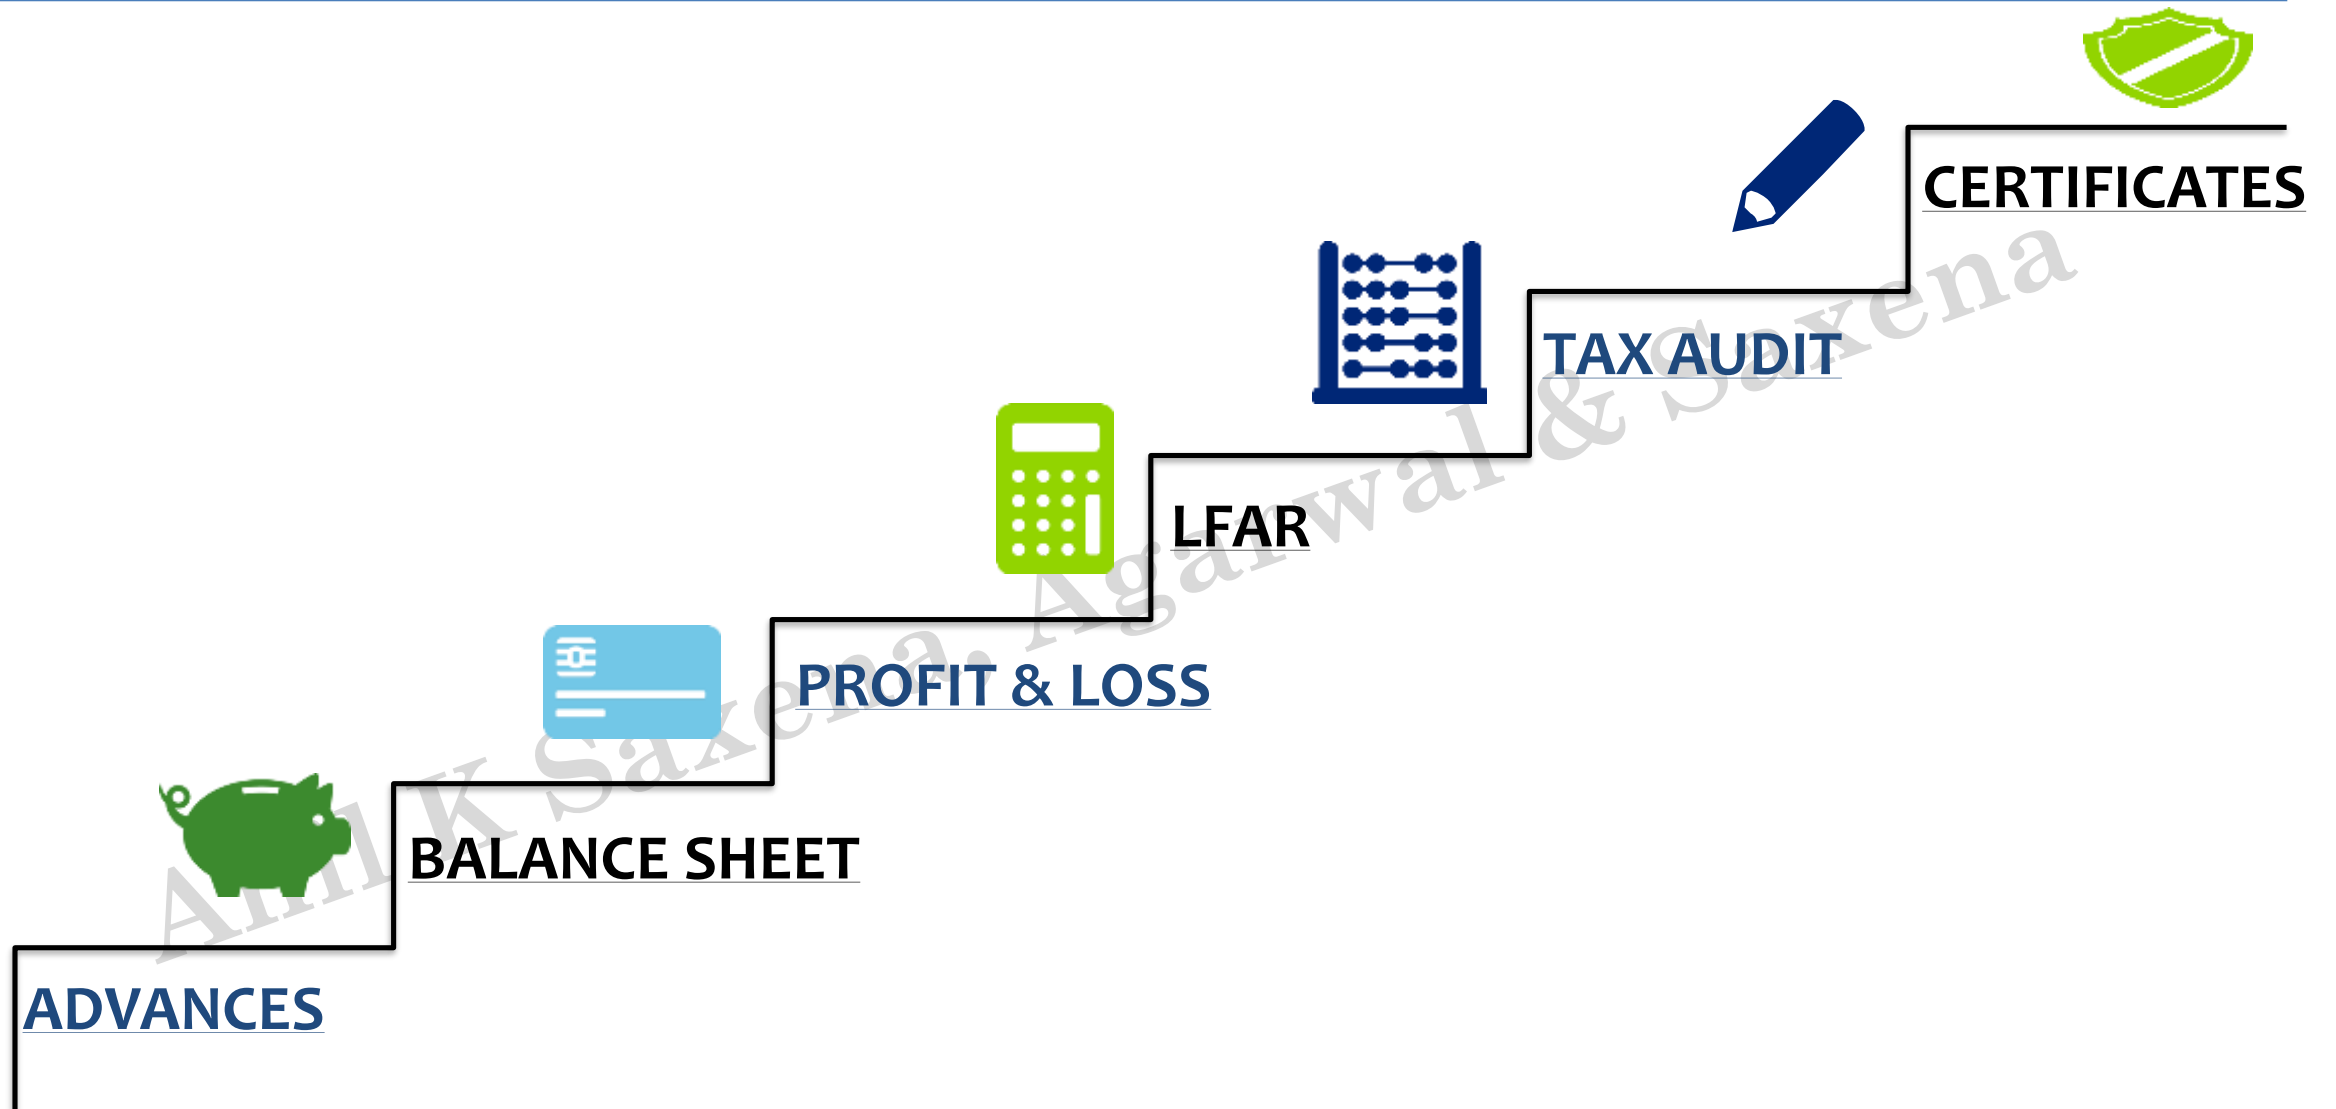 CERTIFICATES
TAX AUDIT
LFAR
PROFIT & LOSS
BALANCE SHEET
ADVANCES
Anil K Saxena, Agarwal & Saxena